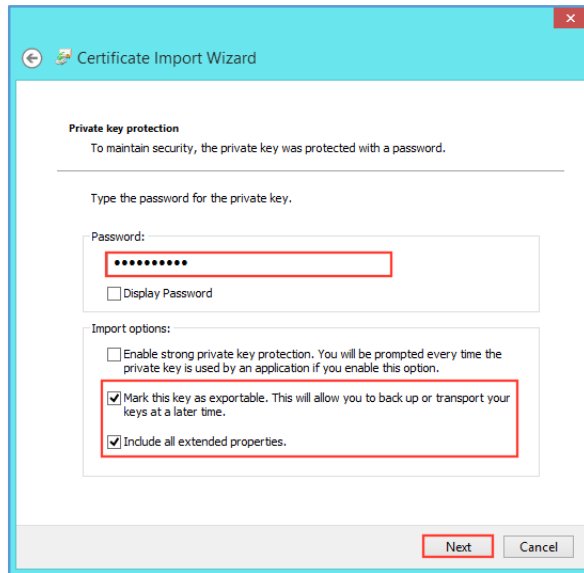 Certificate Import Wizard
Private key protection
To maintain security, the private key was protected with a password.
Type the password for the private key.
Password:
••••••••••
Display Password
Import options:
Enable strong private key protection. You will be prompted every time the
private key is used by an application if you enable this option.
Mark this key as exportable. This will allow you to back up or transport your
keys at a later time.
Include all extended properties.
Next
Cancel